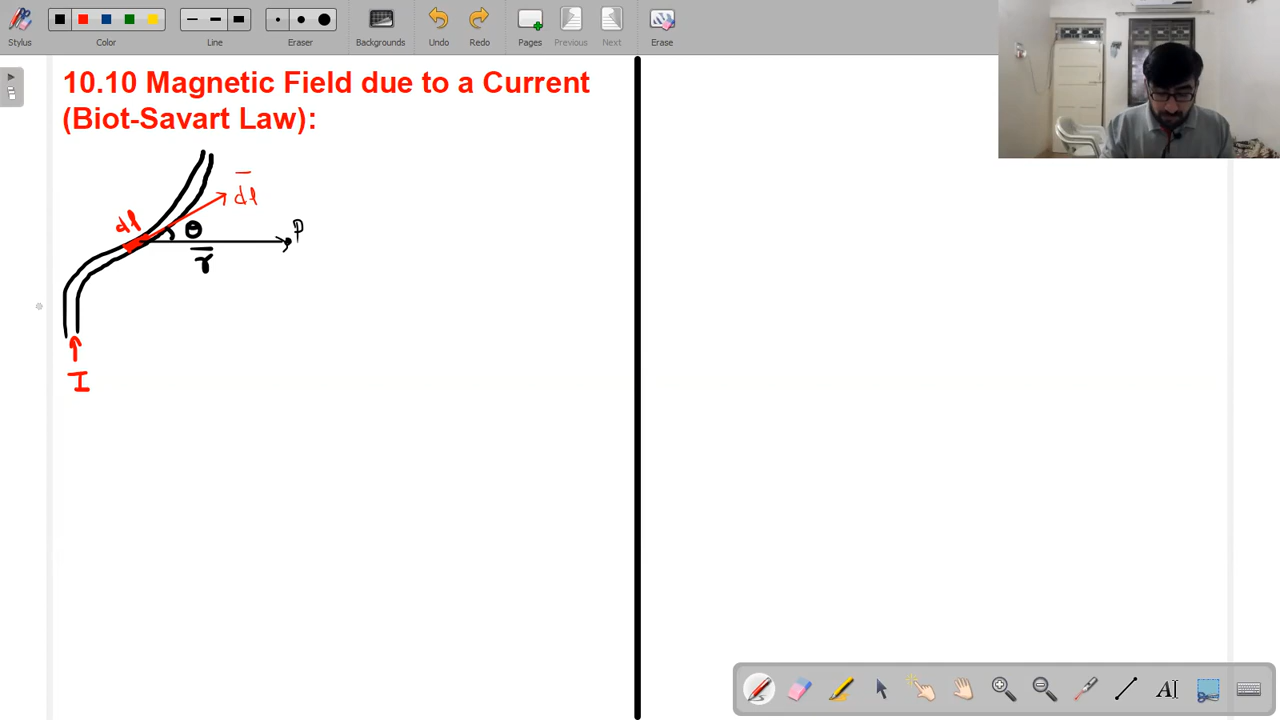 Stylus
Color
Line
Eraser
Backgrounds
Undo
Redo
Pages
Previous
Next
Erase
10.10 Magnetic Field due to a Current
(Biot-Savart Law):
dl
dl
θ
P
r
I
AI